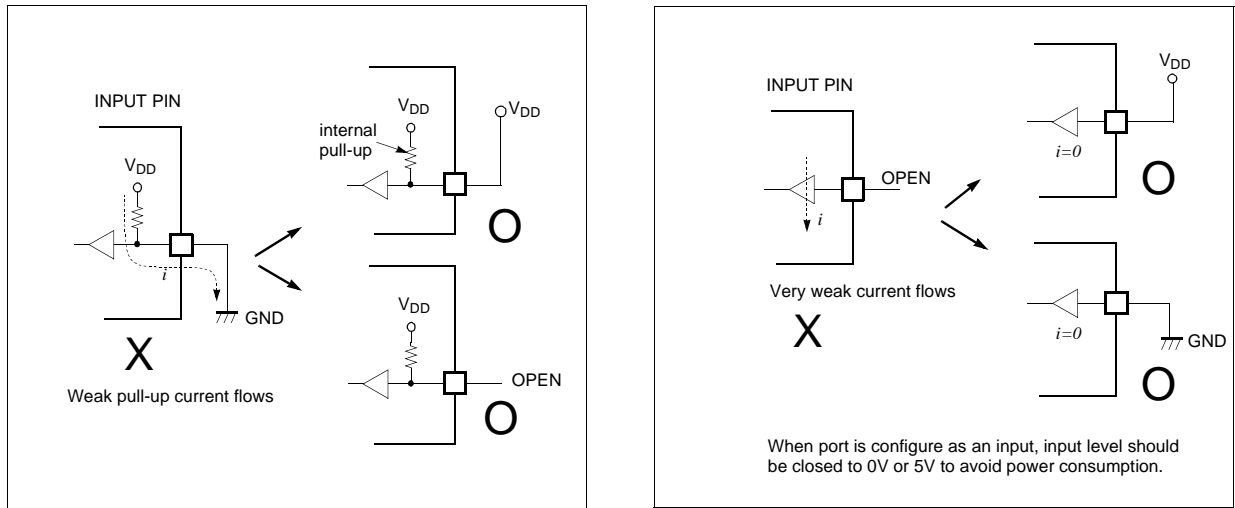 INPUT PIN
VDD
i
GND
X
Weak pull-up current flows
VDD
internal
pull-up
VDD
O
VDD
OPEN
O
INPUT PIN
OPEN
i
Very weak current flows
X
VDD
i=0
O
i=0
GND
O
When port is configure as an input, input level should
be closed to 0V or 5V to avoid power consumption.